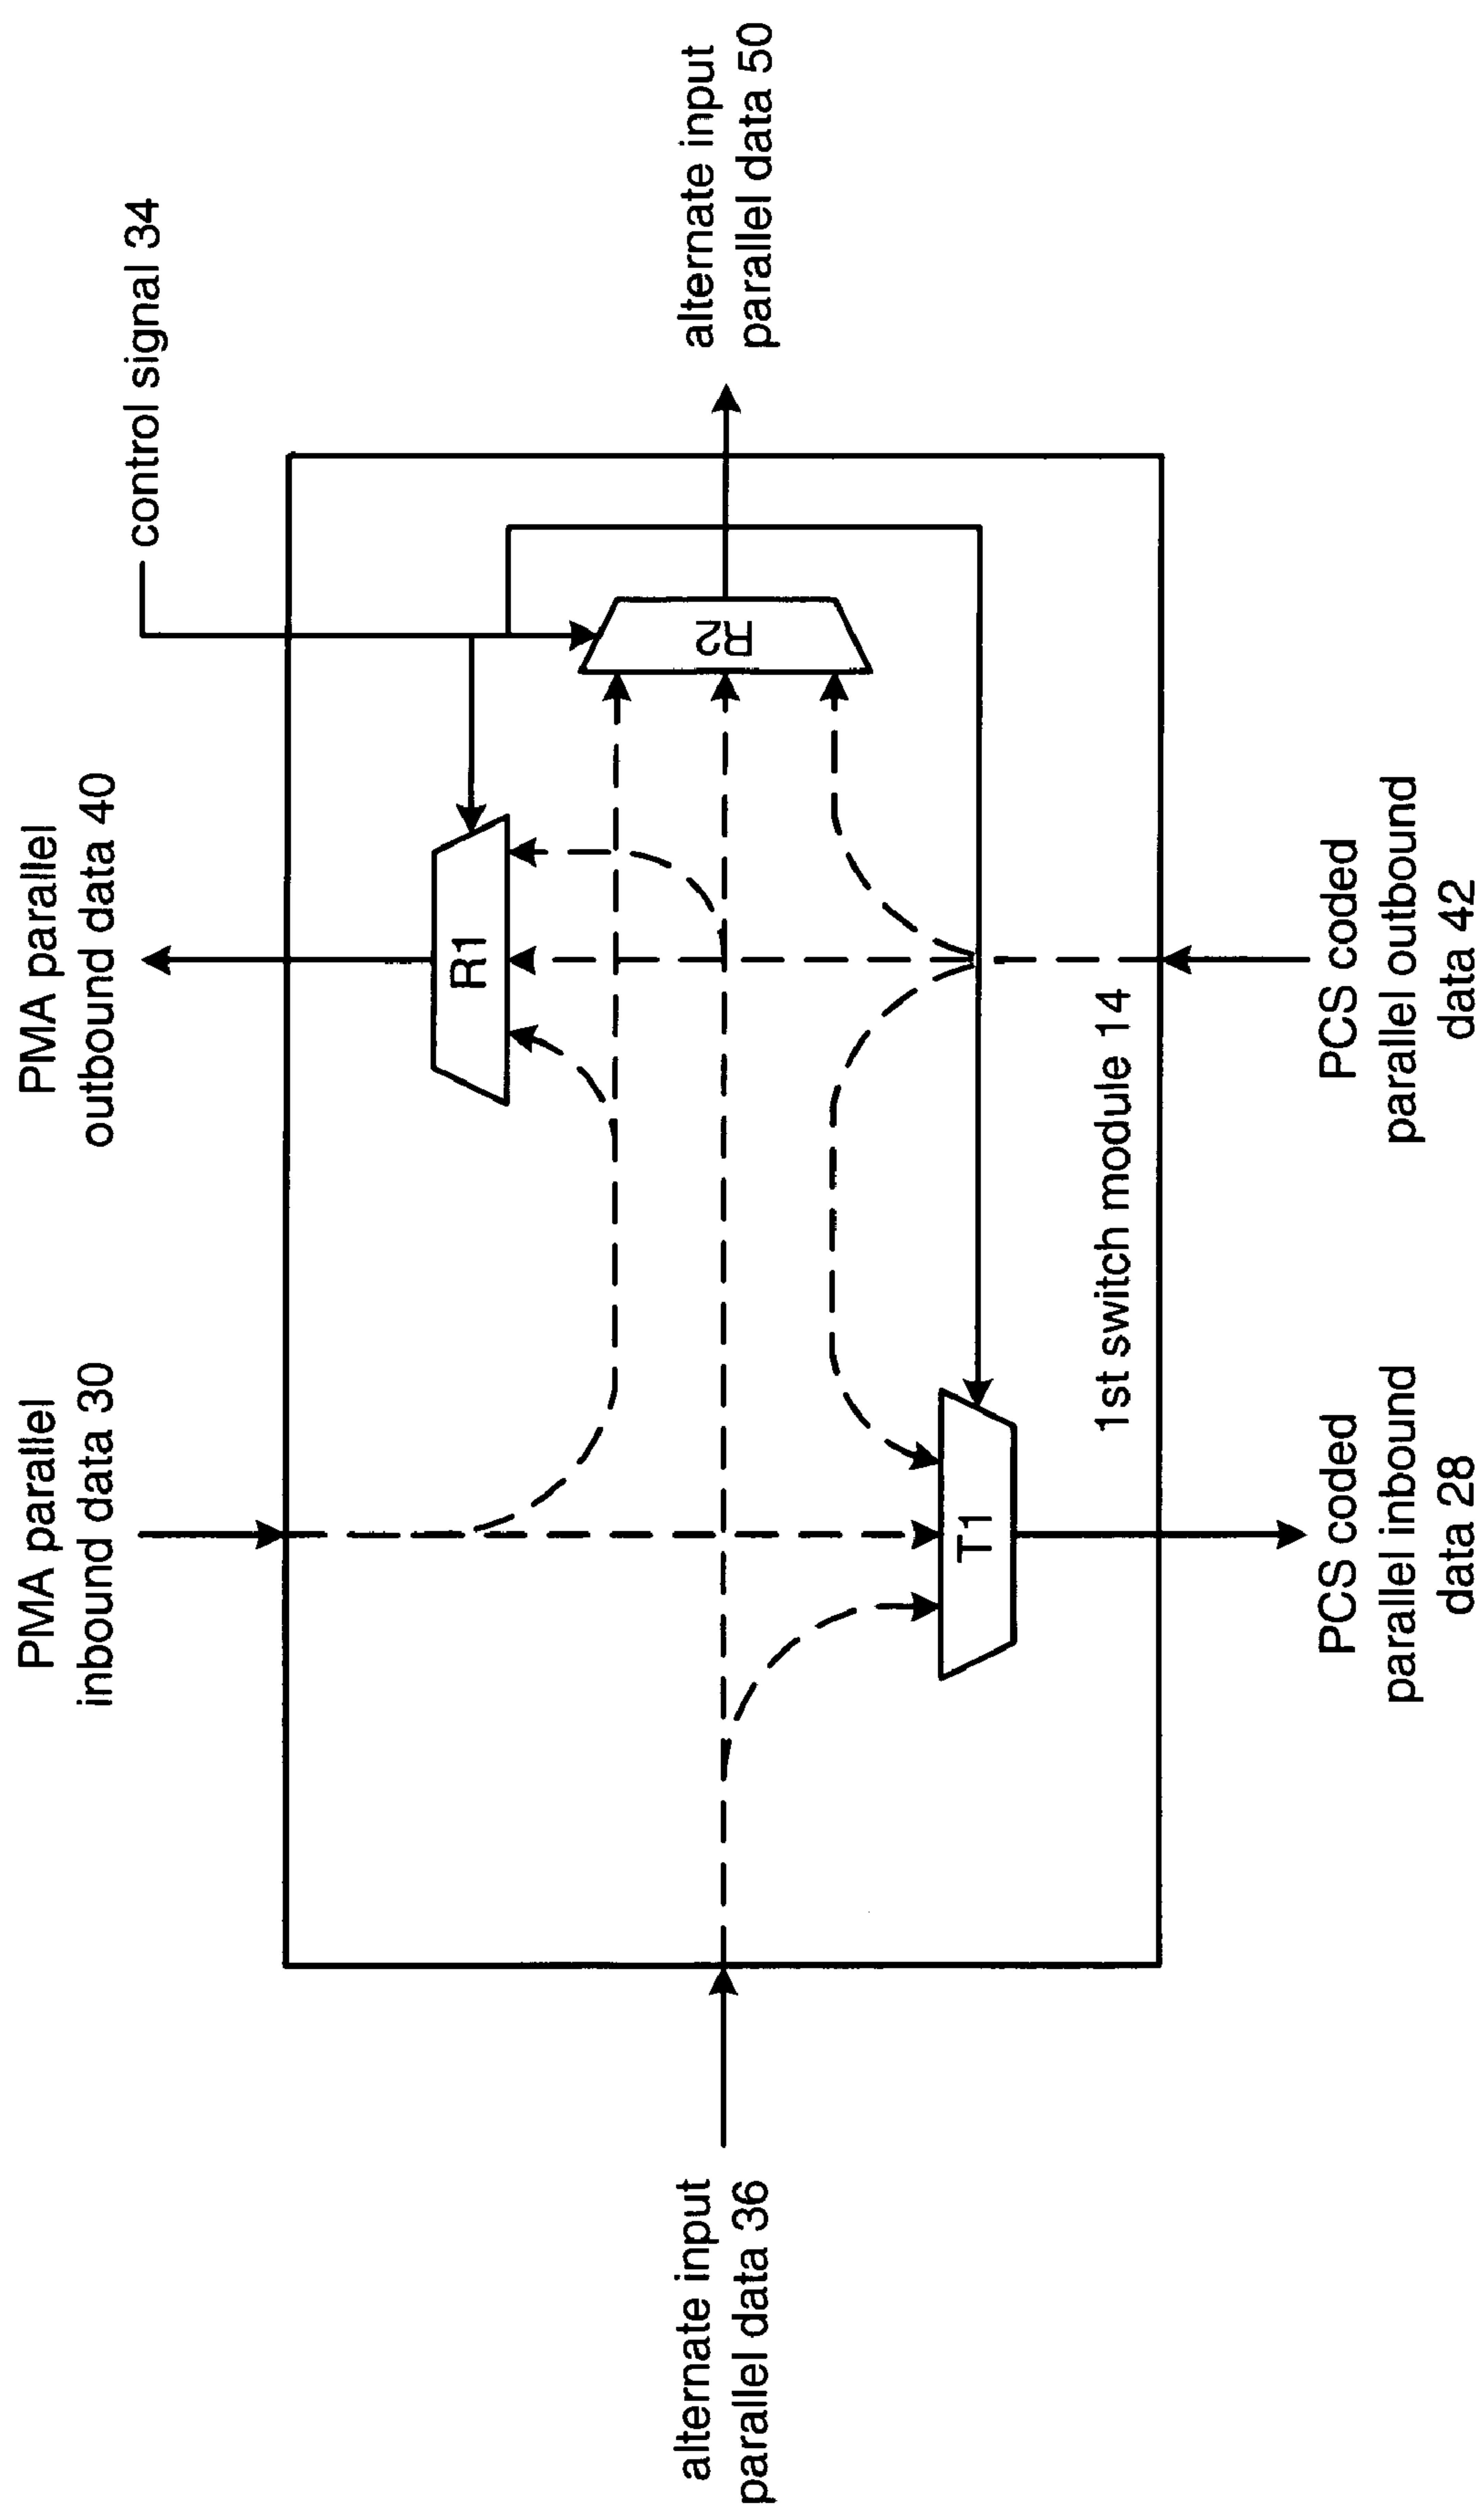 PMA parallel
inbound data 30
PMA parallel
outbound data 40
control signal 34
alternate input
parallel data 36
R1
R2
T1
alternate input
parallel data 50
1st switch module 14
PCS coded
parallel inbound
data 28
PCS coded
parallel outbound
data 42